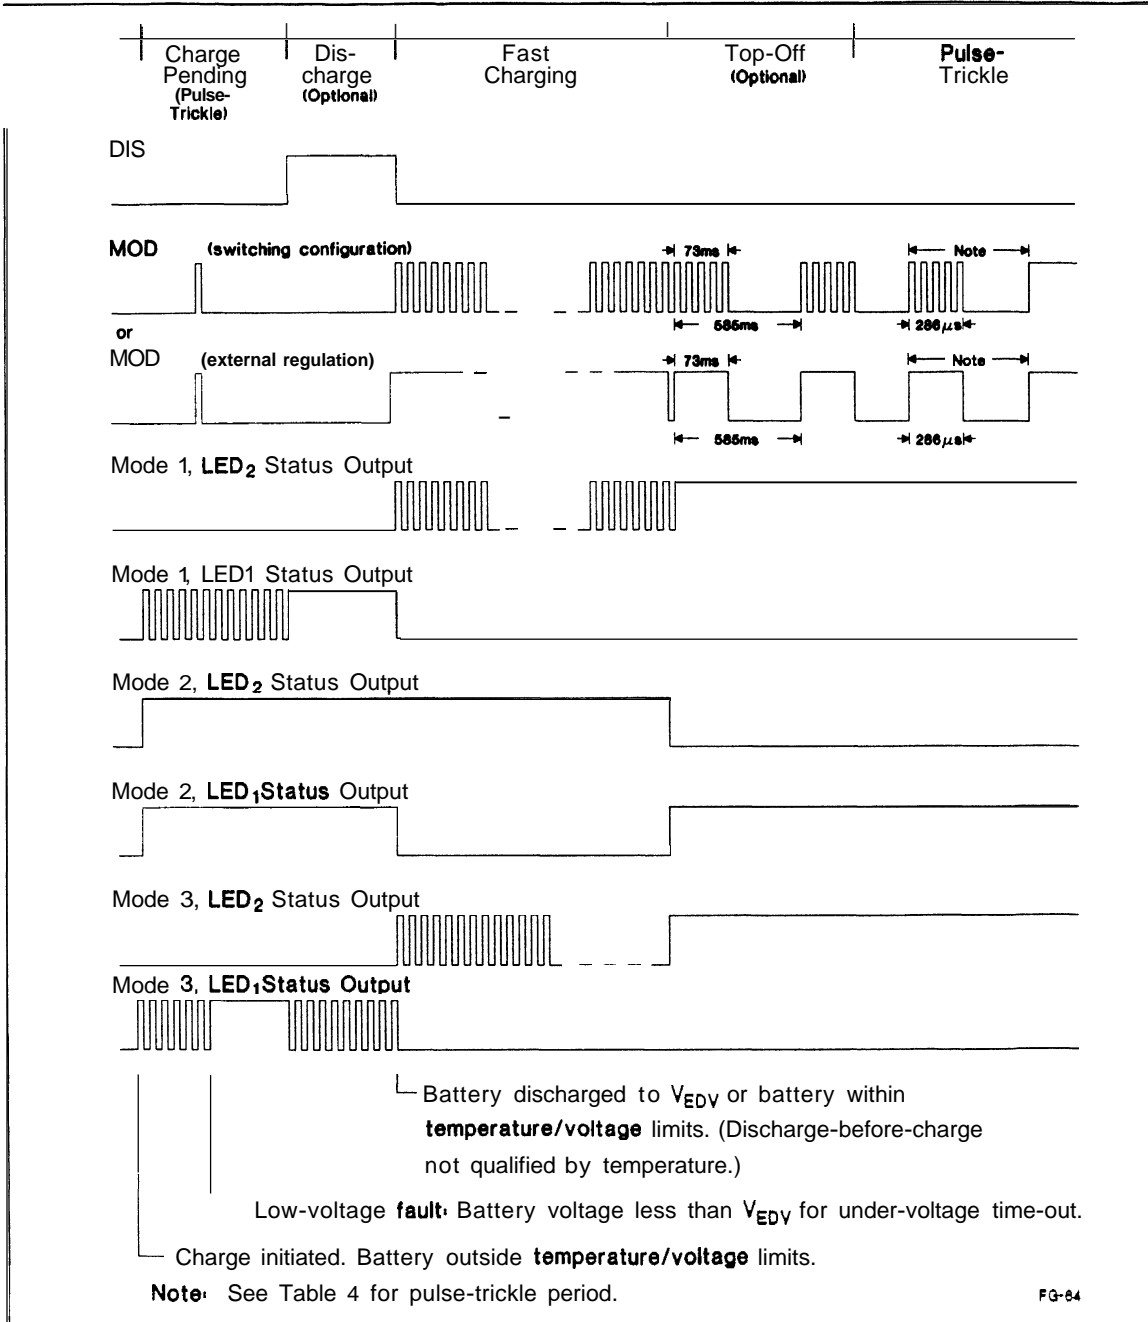 Charge Pending (Pulse-Trickle)
Dis-charge (Optional)
Fast Charging
Top-Off (Optional)
Pulse-Trickle
DIS
MOD (switching configuration)
73ms
Note
585ms
286μs
or
MOD (external regulation)
73ms
Note
585ms
286μs
Mode 1, LED2 Status Output
Mode 1, LED1 Status Output
Mode 2, LED2 Status Output
Mode 2, LED1Status Output
Mode 3, LED2 Status Output
Mode 3, LED1Status Output
Battery discharged to VEDV or battery within
temperature/voltage limits. (Discharge-before-charge
not qualified by temperature.)
Low-voltage fault: Battery voltage less than VEDV for under-voltage time-out.
Charge initiated. Battery outside temperature/voltage limits.
Note: See Table 4 for pulse-trickle period.
FG-64